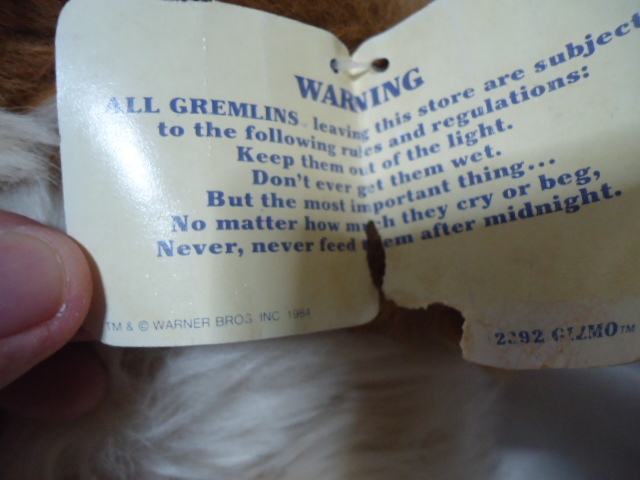 WARNING
ALL GREMLINS leaving this store are subject
to the following rules and regulations:
Keep them out of the light.
Don't ever get them wet.
But the most important thing...
No matter how much they cry or beg,
Never, never feed them after midnight.
TM & © WARNER BROS. INC. 1984
2292 GIZMO™